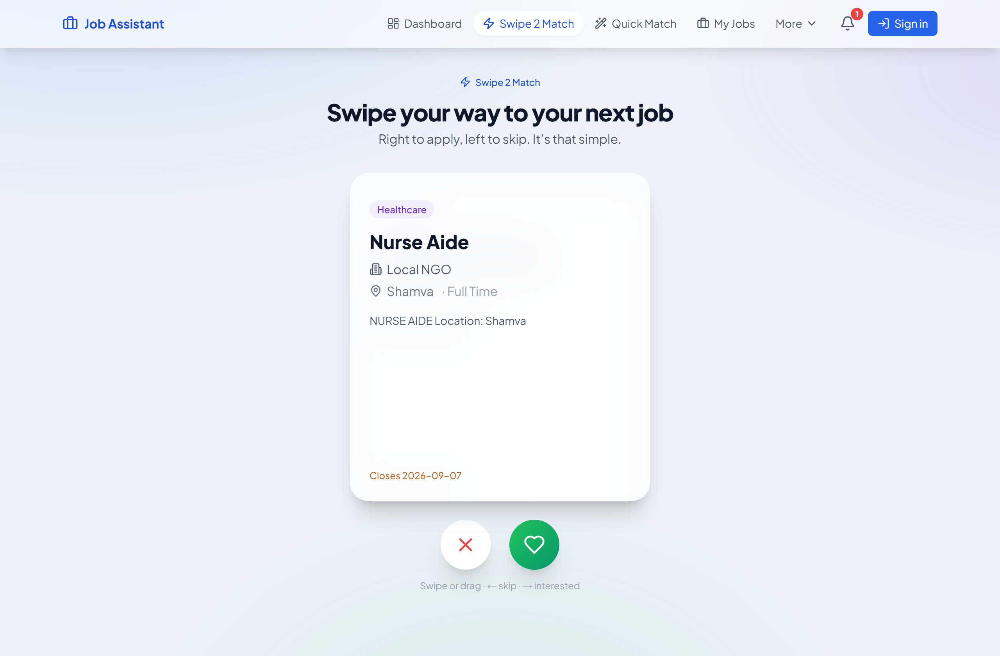 Job Assistant
Dashboard
Swipe 2 Match
Quick Match
My Jobs
More
1
Sign in
Swipe 2 Match
Swipe your way to your next job
Right to apply, left to skip. It’s that simple.
Healthcare
Nurse Aide
Local NGO
Shamva · Full Time
NURSE AIDE Location: Shamva
Closes 2026-09-07
Swipe or drag · ← skip · → interested